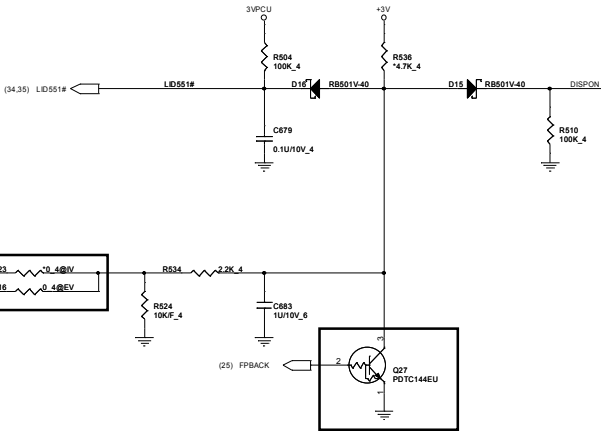 3VPCU
+3V
R504
100K_4
R536
*4.7K_4
(34,35) LID551#
LID551#
D16
RB501V-40
D15
RB501V-40
DISPON
C679
0.1U/10V_4
R510
100K_4
23
*0_4@IV
R534
2.2K_4
16
0_4@EV
R524
10K/F_4
C683
1U/10V_6
3
(25) FPBACK
2
Q27
PDTC144EU
1